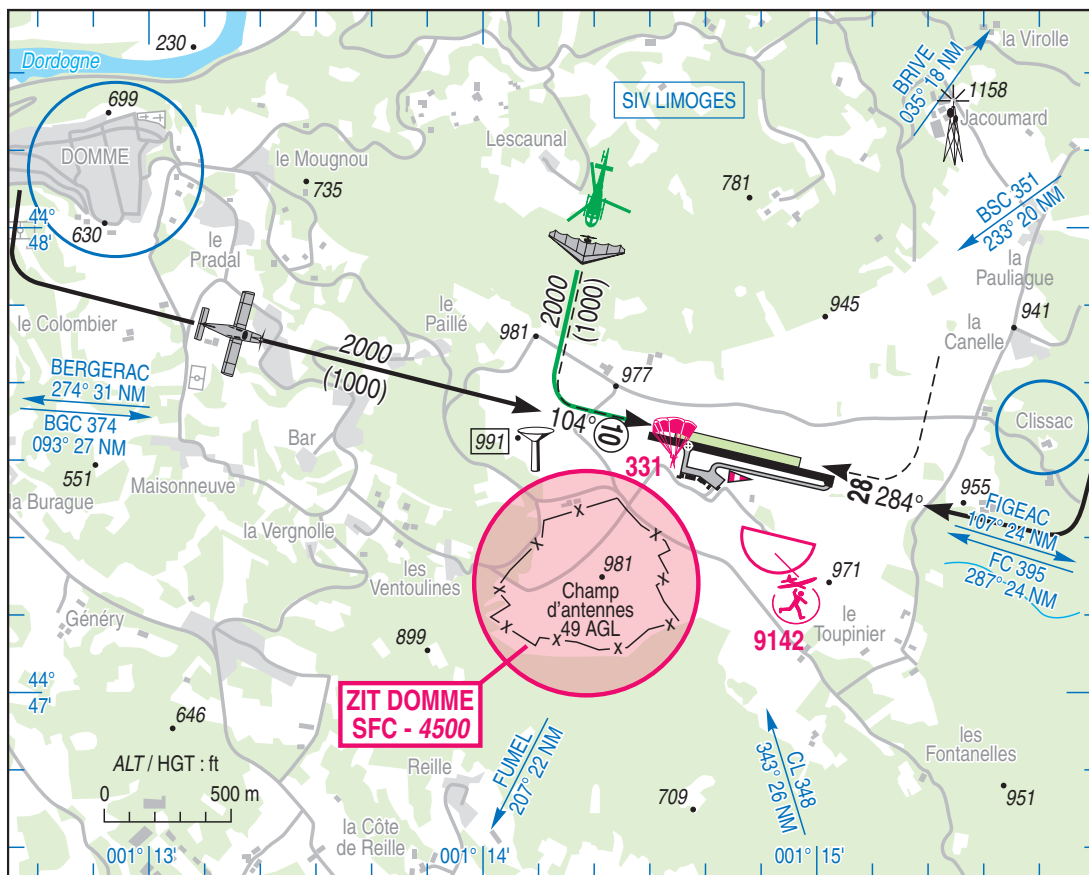 230
Dordogne
699
DOMME
630
44°
48'
le Mougnou
735
le
Pradal
Lescaunal
SIV LIMOGES
781
BRIVE
035° 18 NM
la Virolle
1158
Jacoumard
BSC 351
233° 20 NM
la
Pauliague
le Colombier
2000
(1000)
le
Paillé
981
2000
(1000)
977
945
la
Canelle
941
BERGERAC
274° 31 NM
BGC 374
093° 27 NM
551
la Burague
Maisonneuve
Bar
991
104°
10
331
28
284°
Clissac
955
FIGEAC
107° 24 NM
FC 395
287° 24 NM
la Vergnolle
les
Ventoulines
981
Champ
d'antennes
49 AGL
971
le
Toupinier
9142
Généry
899
44°
47'
646
ZIT DOMME
SFC - 4500
ALT / HGT : ft
0 500 m
Reille
FUMEL
207° 22 NM
709
CL 348
343° 26 NM
les
Fontanelles
951
la Côte
de Reille
001° 13'
001° 14'
001° 15'